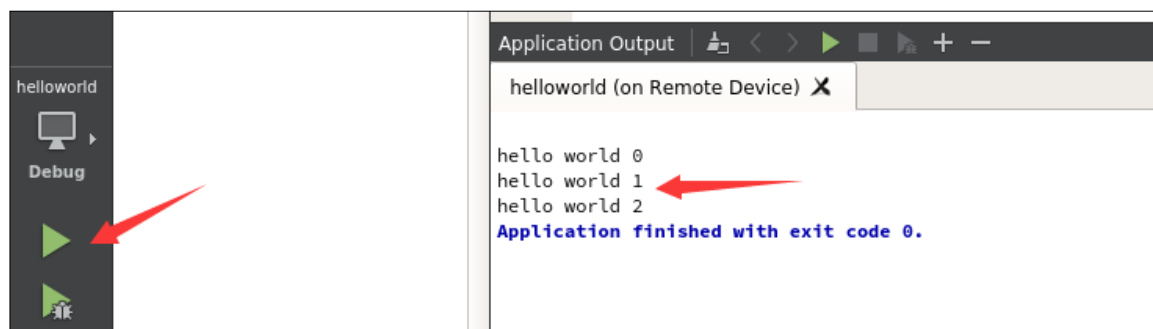 helloworld
Debug
Application Output
helloworld (on Remote Device)
hello world 0
hello world 1
hello world 2
Application finished with exit code 0.